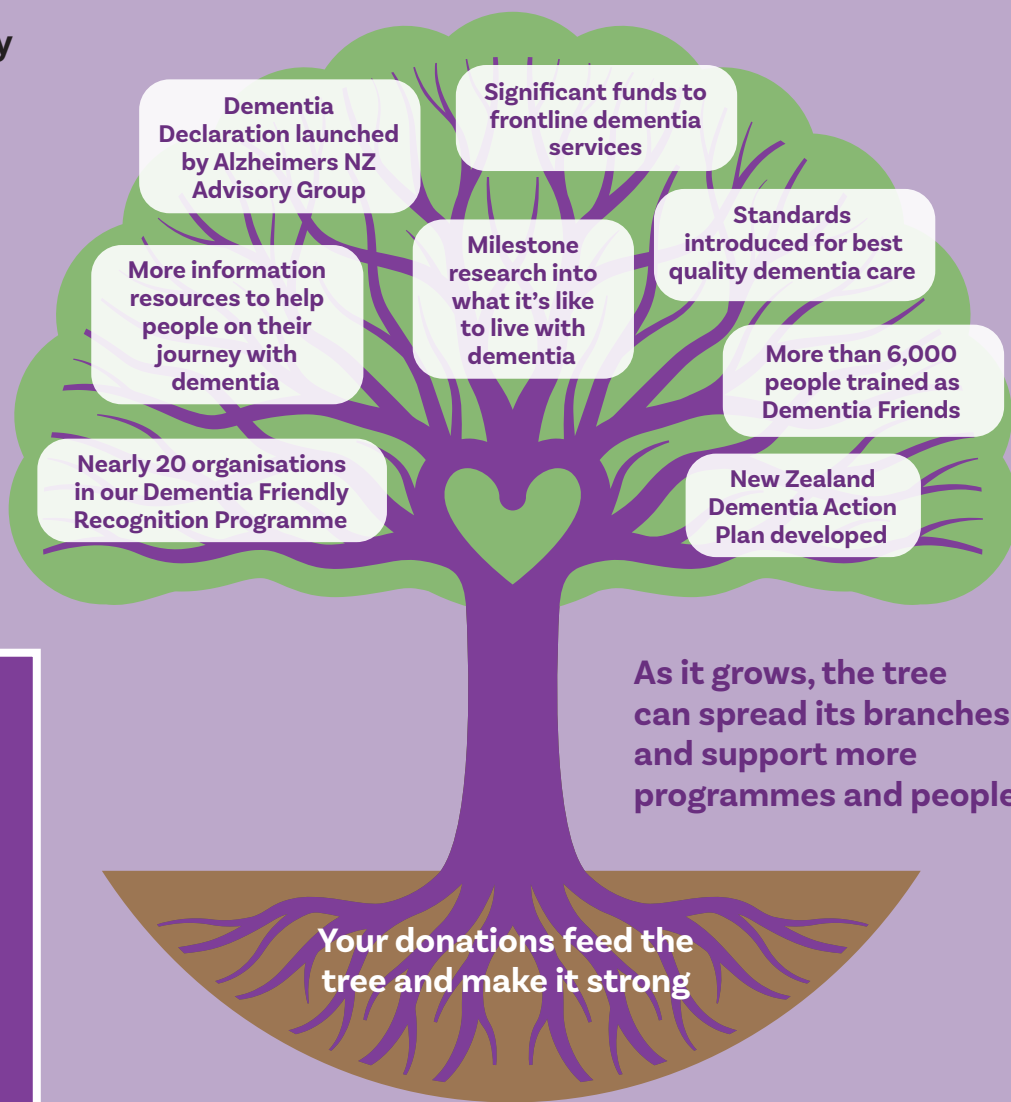 y
Dementia
Declaration launched
by Alzheimers NZ
Advisory Group
Significant funds to
frontline dementia
services
Standards
introduced for best
quality dementia care
More information
resources to help
people on their
journey with
dementia
Milestone
research into
what it’s like
to live with
dementia
More than 6,000
people trained as
Dementia Friends
Nearly 20 organisations
in our Dementia Friendly
Recognition Programme
New Zealand
Dementia Action
Plan developed
As it grows, the tree
can spread its branches
and support more
programmes and people
Your donations feed the
tree and make it strong